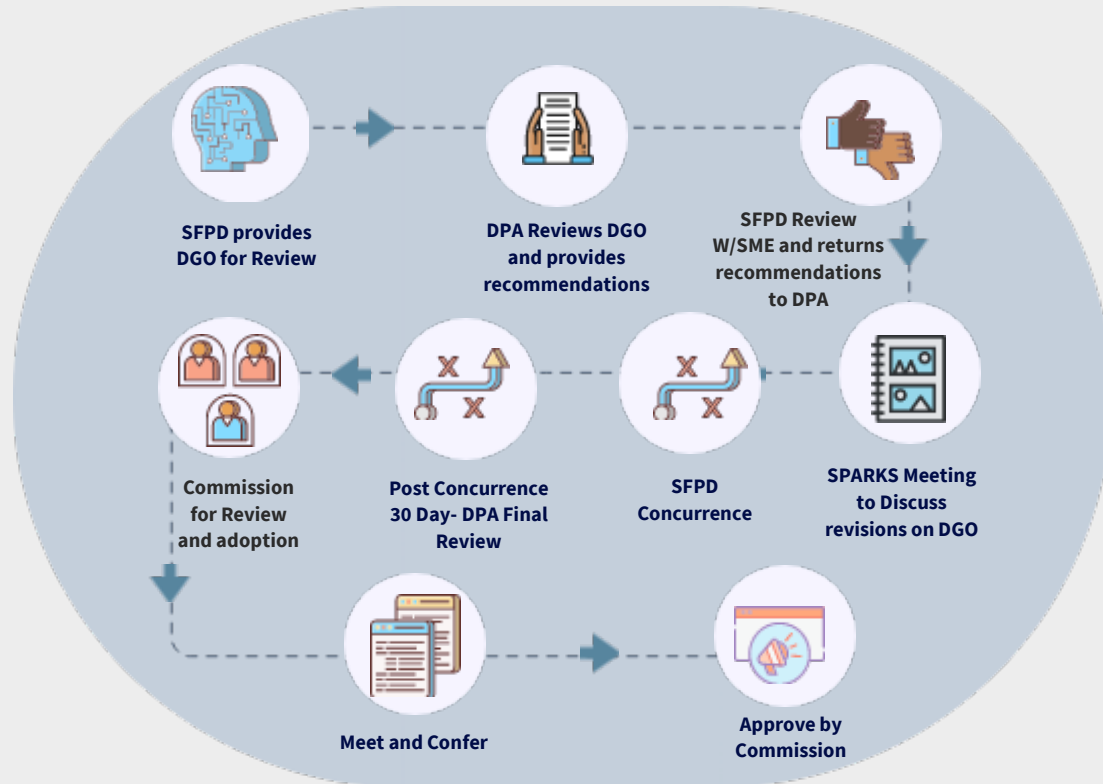 SFPD provides
DGO for Review
DPA Reviews DGO
and provides
recommendations
SFPD Review
W/SME and returns
recommendations
to DPA
SPARKS Meeting
to Discuss
revisions on DGO
SFPD
Concurrence
Post Concurrence
30 Day- DPA Final
Review
Commission
for Review
and adoption
Meet and Confer
Approve by
Commission